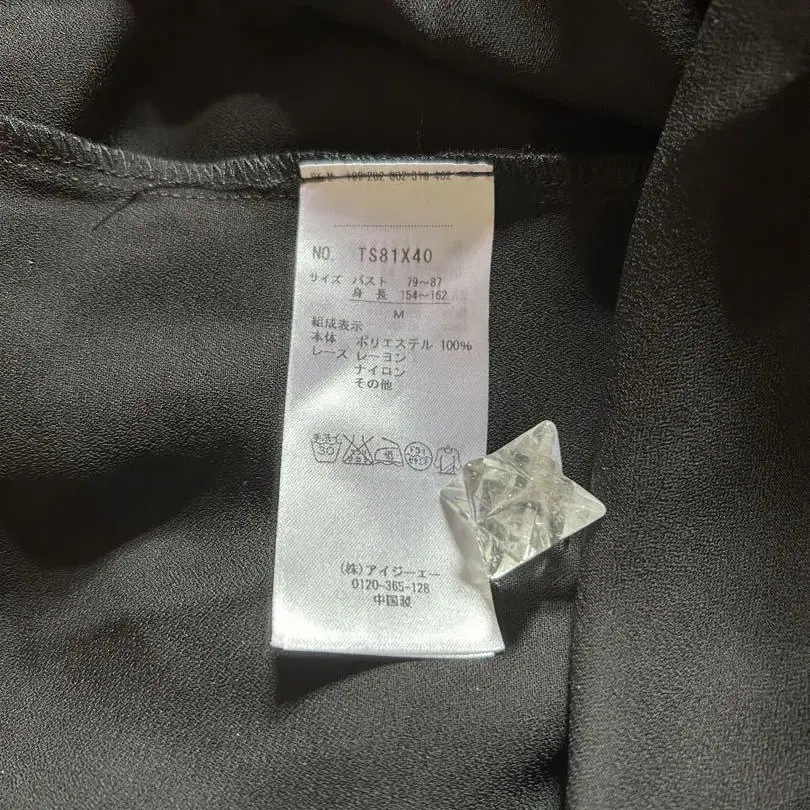 NO. TS81X40
サイズ バスト 79～87
身 長 154～162
M
組成表示
本体 ポリエステル 100%
レース レーヨン
ナイロン
その他
30
(株)アイジーエー
0120-365-128
中国製